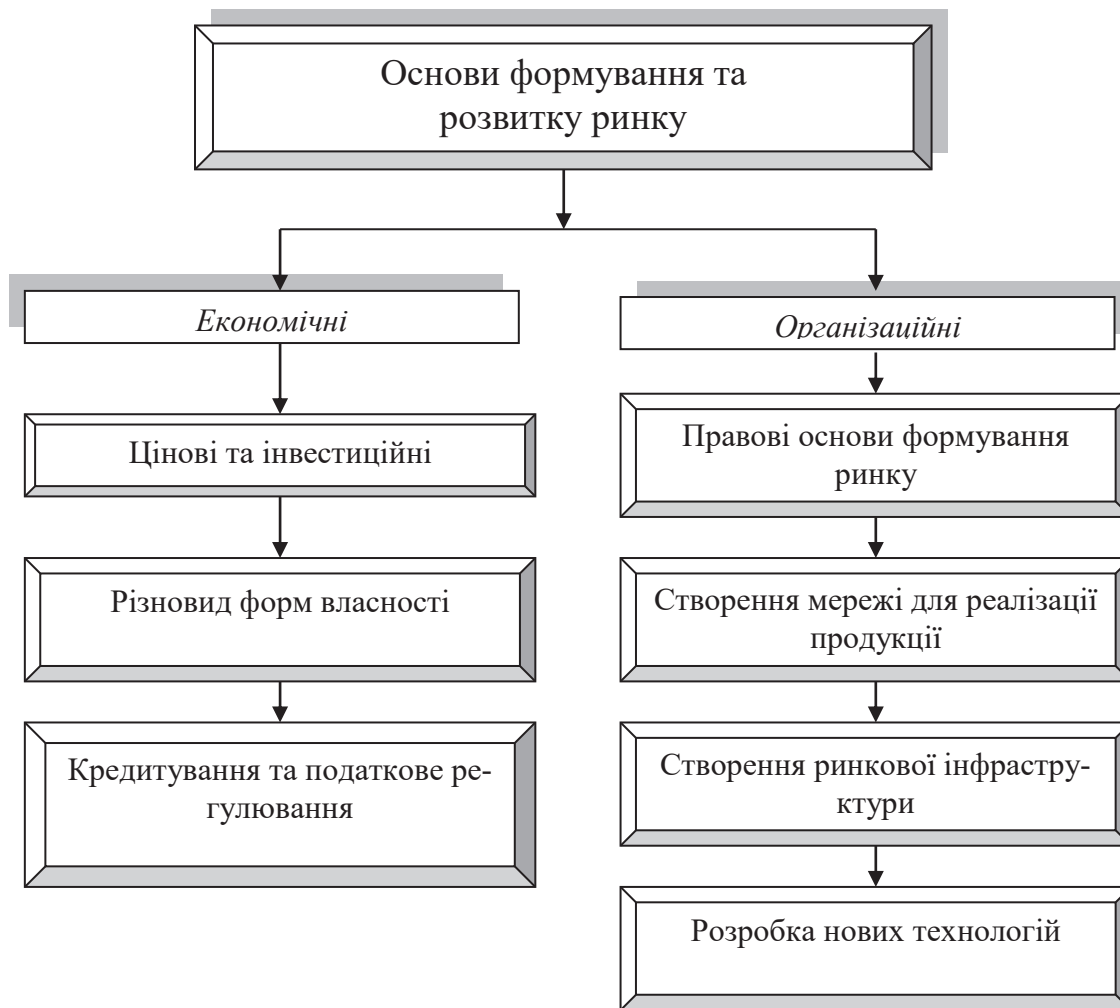 Основи формування та
розвитку ринку
Економічні
Організаційні
Цінові та інвестиційні
Різновид форм власності
Кредитування та податкове ре-
гулювання
Правові основи формування
ринку
Створення мережі для реалізації
продукції
Створення ринкової інфрастру-
ктури
Розробка нових технологій